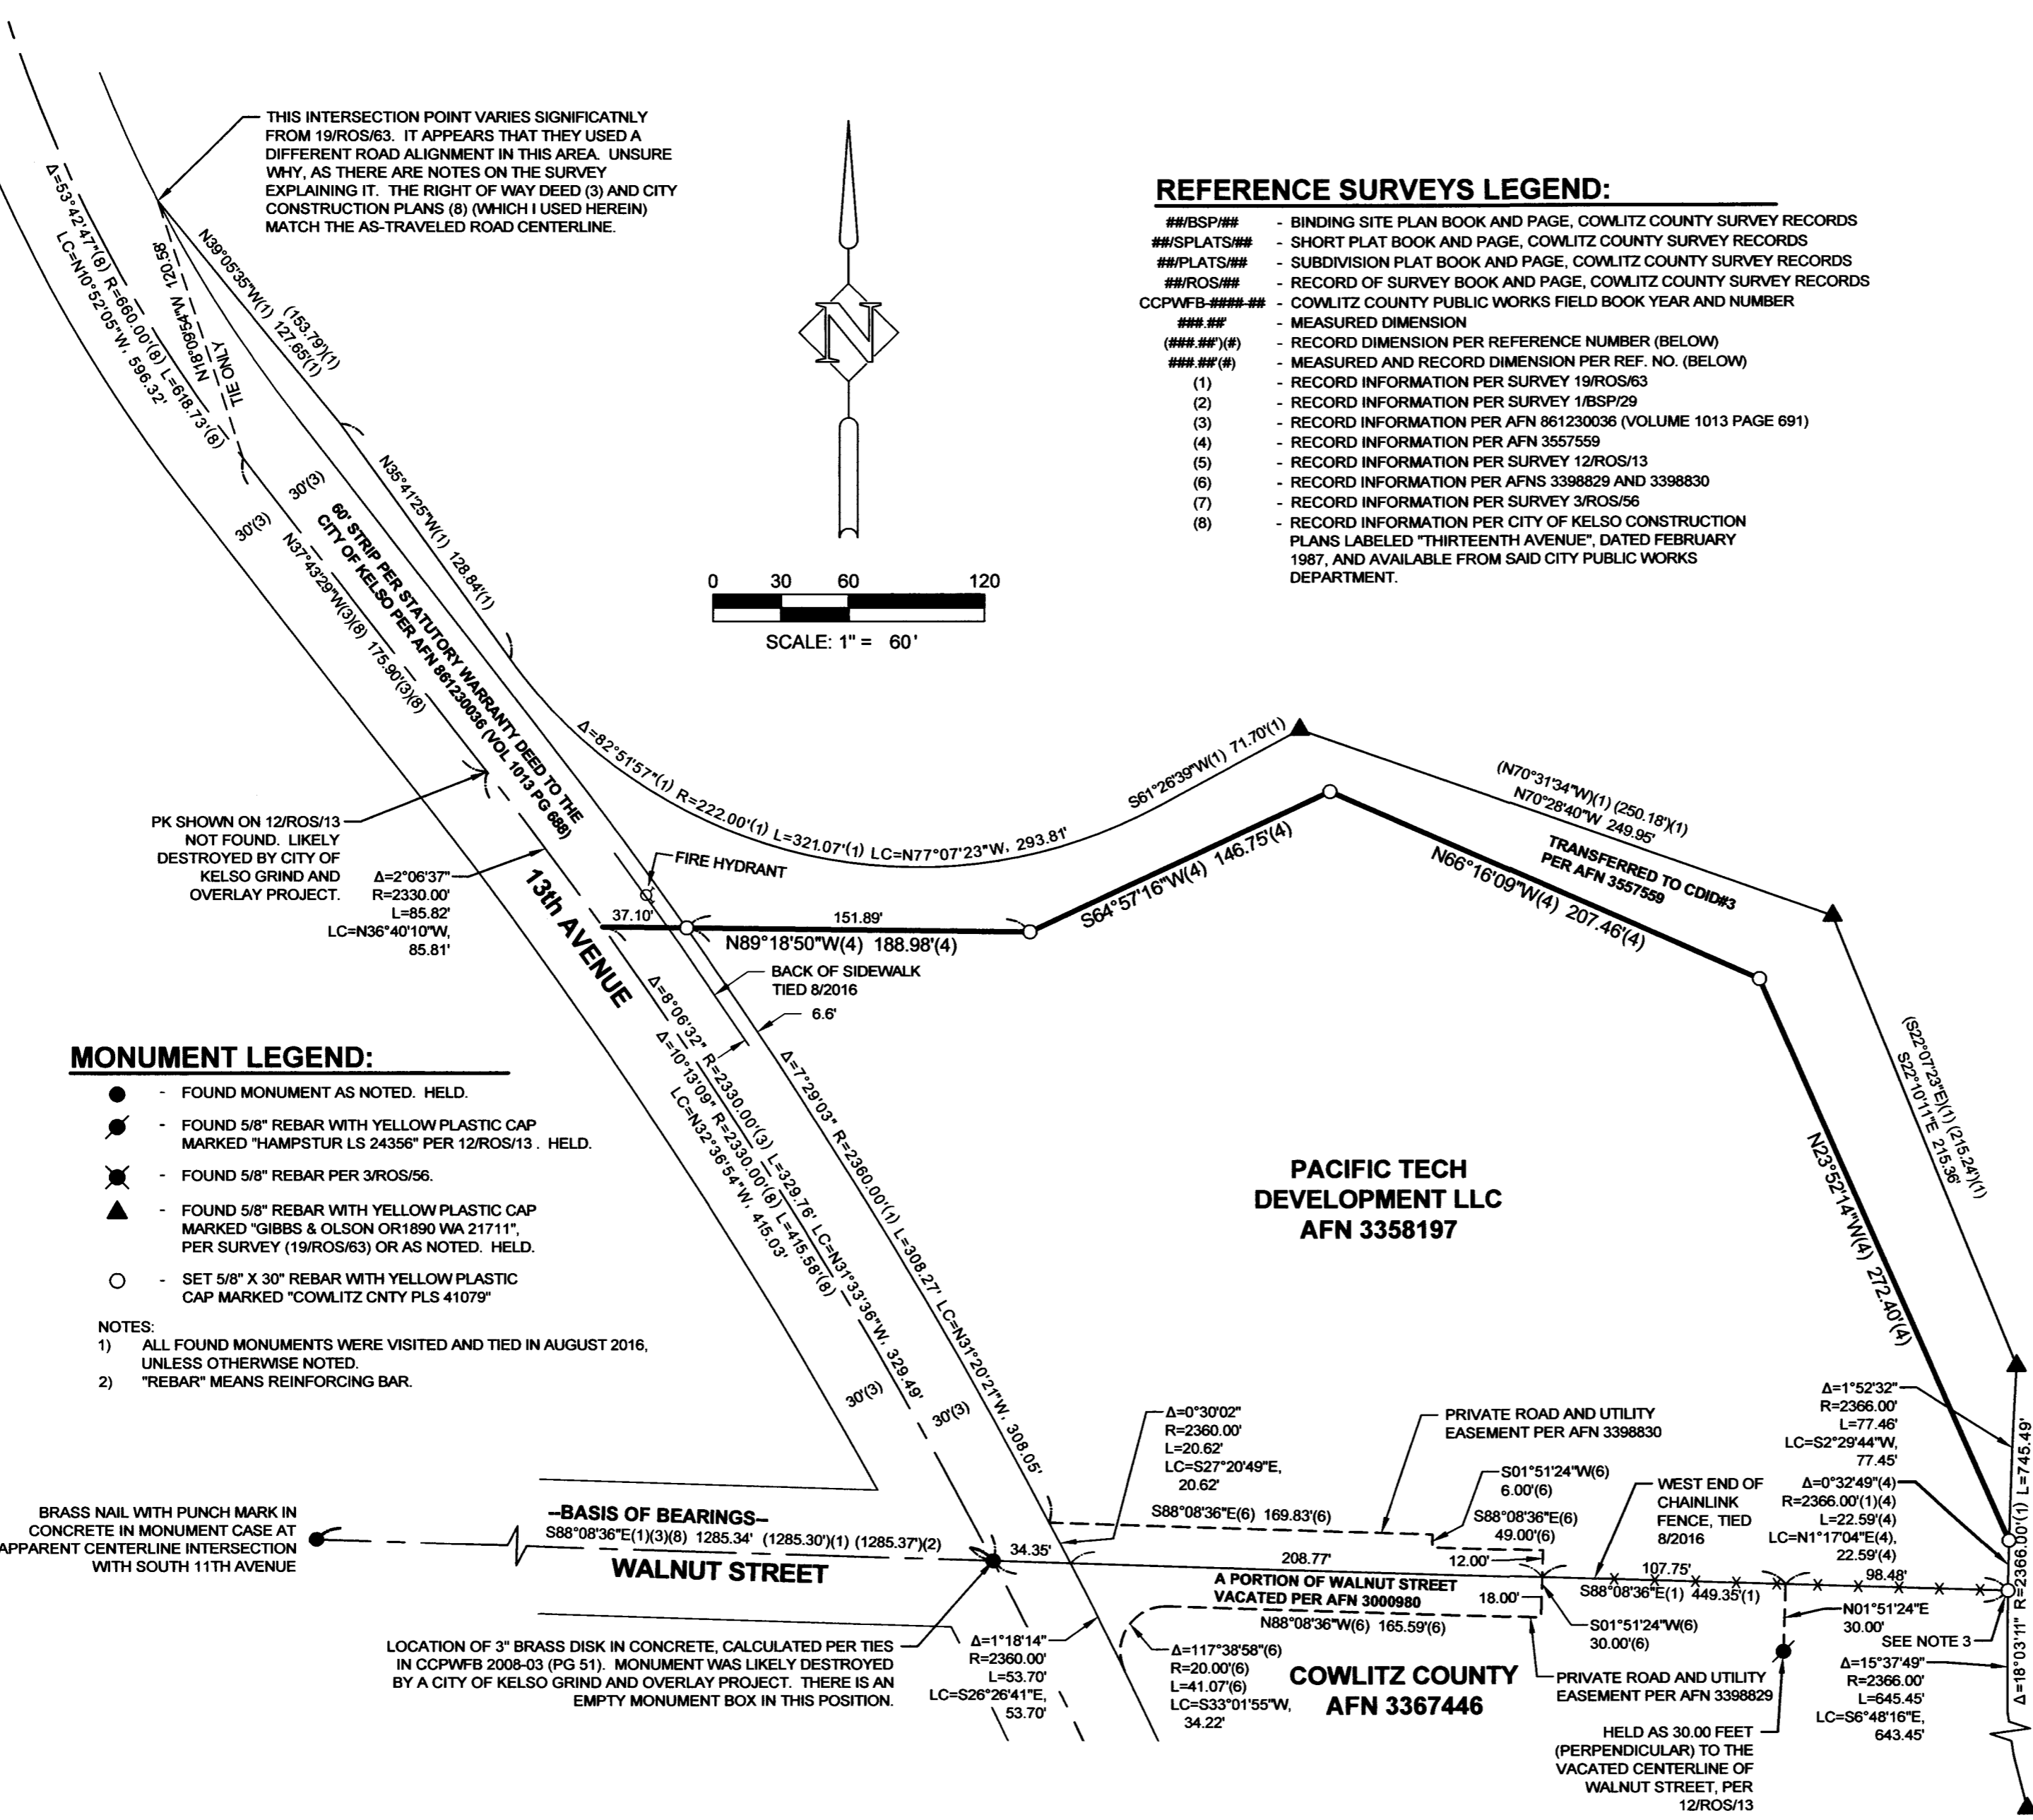 THIS INTERSECTION POINT VARIES SIGNIFICATNLY
FROM 19/ROS/63. IT APPEARS THAT THEY USED A
DIFFERENT ROAD ALIGNMENT IN THIS AREA. UNSURE
WHY, AS THERE ARE NOTES ON THE SURVEY
EXPLAINING IT. THE RIGHT OF WAY DEED (3) AND CITY
CONSTRUCTION PLANS (8) (WHICH I USED HEREIN)
MATCH THE AS-TRAVELED ROAD CENTERLINE.
N
0 30 60 120
SCALE: 1" = 60'
REFERENCE SURVEYS LEGEND:
##/BSP/## - BINDING SITE PLAN BOOK AND PAGE, COWLITZ COUNTY SURVEY RECORDS
##/SPLATS/## - SHORT PLAT BOOK AND PAGE, COWLITZ COUNTY SURVEY RECORDS
##/PLATS/## - SUBDIVISION PLAT BOOK AND PAGE, COWLITZ COUNTY SURVEY RECORDS
##/ROS/## - RECORD OF SURVEY BOOK AND PAGE, COWLITZ COUNTY SURVEY RECORDS
CCPWFB-####-## - COWLITZ COUNTY PUBLIC WORKS FIELD BOOK YEAR AND NUMBER
###.##' - MEASURED DIMENSION
(###.##')(#) - RECORD DIMENSION PER REFERENCE NUMBER (BELOW)
###.##'(#) - MEASURED AND RECORD DIMENSION PER REF. NO. (BELOW)
(1) - RECORD INFORMATION PER SURVEY 19/ROS/63
(2) - RECORD INFORMATION PER SURVEY 1/BSP/29
(3) - RECORD INFORMATION PER AFN 861230036 (VOLUME 1013 PAGE 691)
(4) - RECORD INFORMATION PER AFN 3557559
(5) - RECORD INFORMATION PER SURVEY 12/ROS/13
(6) - RECORD INFORMATION PER AFNS 3398829 AND 3398830
(7) - RECORD INFORMATION PER SURVEY 3/ROS/56
(8) - RECORD INFORMATION PER CITY OF KELSO CONSTRUCTION
PLANS LABELED "THIRTEENTH AVENUE", DATED FEBRUARY
1987, AND AVAILABLE FROM SAID CITY PUBLIC WORKS
DEPARTMENT.
Δ=53°42'47"(8) R=660.00'(8) L=618.73'(8)
LC=N10°52'05"W, 596.32'
N18°09'54"W 120.58'
TIE ONLY
(153.79')(1)
N39°05'35"W(1) 127.65'(1)
N35°41'25"W(1) 128.84'(1)
30'(3)
30'(3)
60' STRIP PER STATUTORY WARRANTY DEED TO THE
CITY OF KELSO PER AFN 861230036 (VOL 1013 PG 688)
N37°43'29"W(3)(8) 175.90'(3)(8)
Δ=82°51'57"(1) R=222.00'(1) L=321.07'(1) LC=N77°07'23"W, 293.81'
S61°26'39"W(1) 71.70'(1)
(N70°31'34"W)(1) (250.18')(1)
N70°28'40"W 249.95'
TRANSFERRED TO CDID#3
PER AFN 3557559
N66°16'09"W(4) 207.46'(4)
S64°57'16"W(4) 146.75'(4)
PK SHOWN ON 12/ROS/13
NOT FOUND. LIKELY
DESTROYED BY CITY OF
KELSO GRIND AND
OVERLAY PROJECT.
Δ=2°06'37"
R=2330.00'
L=85.82'
LC=N36°40'10"W,
85.81'
13th AVENUE
FIRE HYDRANT
37.10'
151.89'
N89°18'50"W(4) 188.98'(4)
BACK OF SIDEWALK
TIED 8/2016
6.6'
(S22°07'23"E)(1) (215.24')(1)
S22°10'11"E 215.36'
N23°52'14"W(4) 272.40'(4)
Δ=8°06'32" R=2330.00'(3) L=329.76' LC=N31°33'36"W, 329.49'
Δ=10°13'09" R=2330.00'(8) L=415.58'(8)
LC=N32°36'54"W, 415.03'
Δ=7°29'03" R=2360.00'(1) L=308.27' LC=N31°20'21"W, 308.05'
30'(3)
30'(3)
MONUMENT LEGEND:
- FOUND MONUMENT AS NOTED. HELD.
- FOUND 5/8" REBAR WITH YELLOW PLASTIC CAP
MARKED "HAMPSTUR LS 24356" PER 12/ROS/13 . HELD.
- FOUND 5/8" REBAR PER 3/ROS/56.
- FOUND 5/8" REBAR WITH YELLOW PLASTIC CAP
MARKED "GIBBS & OLSON OR1890 WA 21711",
PER SURVEY (19/ROS/63) OR AS NOTED. HELD.
- SET 5/8" X 30" REBAR WITH YELLOW PLASTIC
CAP MARKED "COWLITZ CNTY PLS 41079"
NOTES:
1) ALL FOUND MONUMENTS WERE VISITED AND TIED IN AUGUST 2016,
UNLESS OTHERWISE NOTED.
2) "REBAR" MEANS REINFORCING BAR.
PACIFIC TECH
DEVELOPMENT LLC
AFN 3358197
Δ=0°30'02"
R=2360.00'
L=20.62'
LC=S27°20'49"E,
20.62'
PRIVATE ROAD AND UTILITY
EASEMENT PER AFN 3398830
S01°51'24"W(6)
6.00'(6)
S88°08'36"E(6)
49.00'(6)
WEST END OF
CHAINLINK
FENCE, TIED
8/2016
Δ=1°52'32"
R=2366.00'
L=77.46'
LC=S2°29'44"W,
77.45'
Δ=0°32'49"(4)
R=2366.00'(1)(4)
L=22.59'(4)
LC=N1°17'04"E(4),
22.59'(4)
98.48'
Δ=18°03'11" R=2366.00'(1) L=745.49'
BRASS NAIL WITH PUNCH MARK IN
CONCRETE IN MONUMENT CASE AT
APPARENT CENTERLINE INTERSECTION
WITH SOUTH 11TH AVENUE
--BASIS OF BEARINGS--
S88°08'36"E(1)(3)(8) 1285.34' (1285.30')(1) (1285.37')(2)
WALNUT STREET
34.35'
S88°08'36"E(6) 169.83'(6)
208.77'
12.00'
107.75'
S88°08'36"E(1) 449.35'(1)
A PORTION OF WALNUT STREET
VACATED PER AFN 3000980
18.00'
N88°08'36"W(6) 165.59'(6)
S01°51'24"W(6)
30.00'(6)
N01°51'24"E
30.00'
SEE NOTE 3
LOCATION OF 3" BRASS DISK IN CONCRETE, CALCULATED PER TIES
IN CCPWFB 2008-03 (PG 51). MONUMENT WAS LIKELY DESTROYED
BY A CITY OF KELSO GRIND AND OVERLAY PROJECT. THERE IS AN
EMPTY MONUMENT BOX IN THIS POSITION.
Δ=1°18'14"
R=2360.00'
L=53.70'
LC=S26°26'41"E,
53.70'
Δ=117°38'58"(6)
R=20.00'(6)
L=41.07'(6)
LC=S33°01'55"W,
34.22'
COWLITZ COUNTY
AFN 3367446
PRIVATE ROAD AND UTILITY
EASEMENT PER AFN 3398829
Δ=15°37'49"
R=2366.00'
L=645.45'
LC=S6°48'16"E,
643.45'
HELD AS 30.00 FEET
(PERPENDICULAR) TO THE
VACATED CENTERLINE OF
WALNUT STREET, PER
12/ROS/13